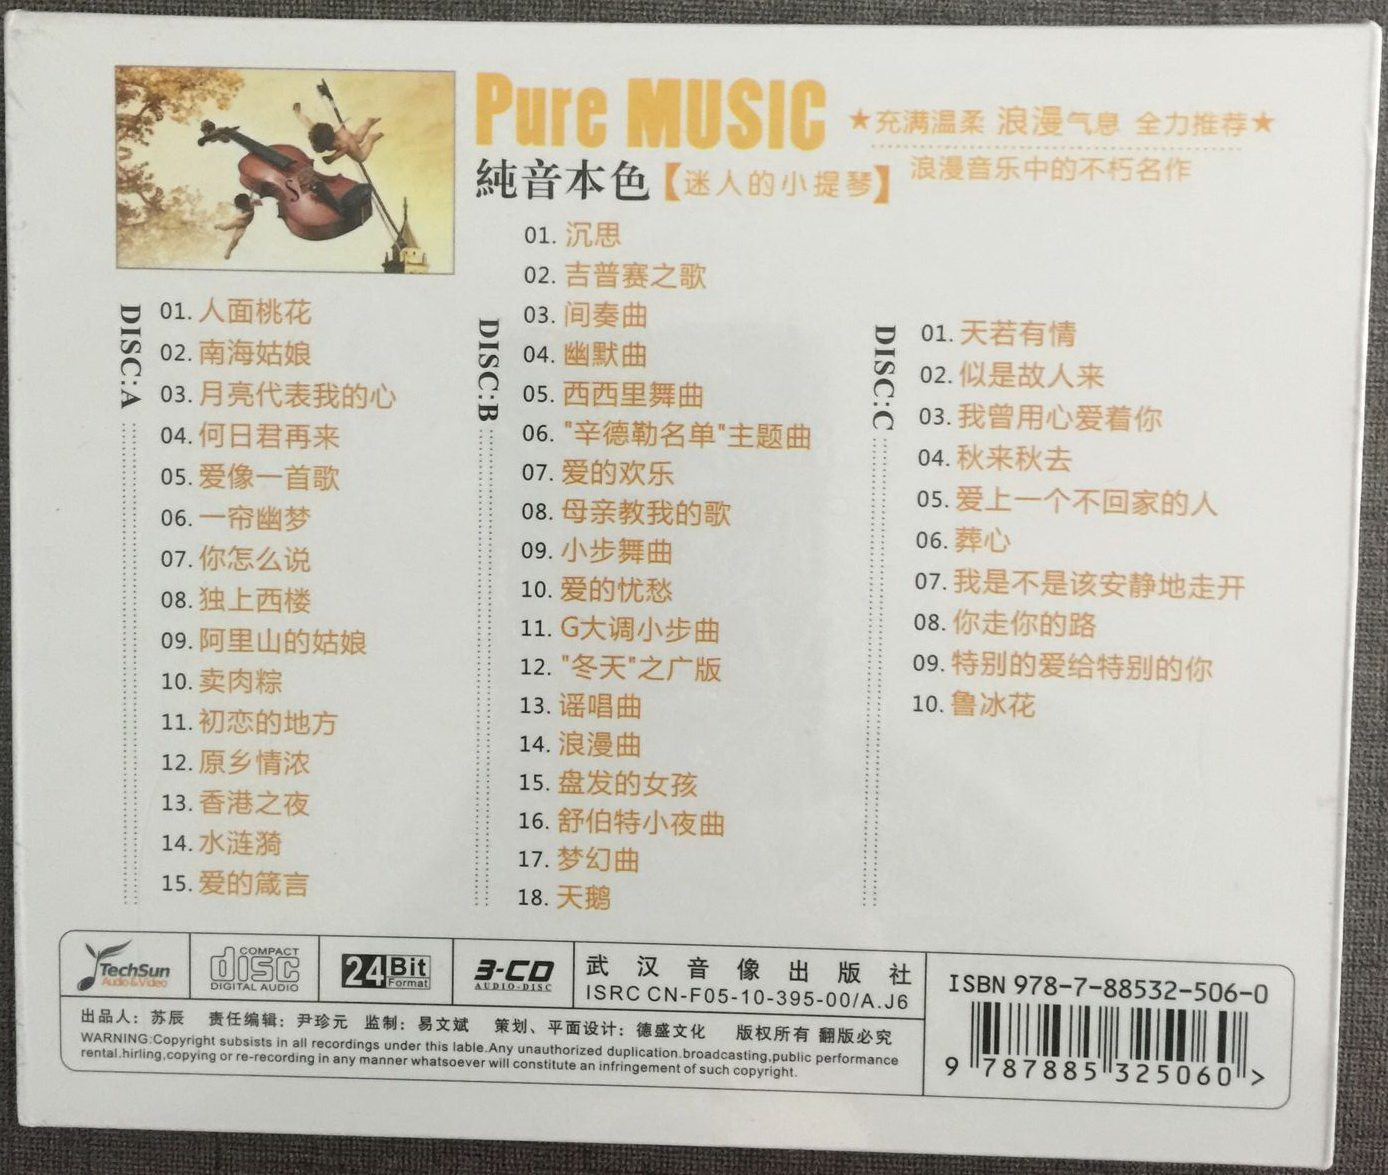 Pure MUSIC
★充满温柔 浪漫气息 全力推荐★
純音本色【迷人的小提琴】
浪漫音乐中的不朽名作
DISC:A
01. 人面桃花
02. 南海姑娘
03. 月亮代表我的心
04. 何日君再来
05. 爱像一首歌
06. 一帘幽梦
07. 你怎么说
08. 独上西楼
09. 阿里山的姑娘
10. 卖肉粽
11. 初恋的地方
12. 原乡情浓
13. 香港之夜
14. 水涟漪
15. 爱的箴言
DISC:B
01. 沉思
02. 吉普赛之歌
03. 间奏曲
04. 幽默曲
05. 西西里舞曲
06. "辛德勒名单"主题曲
07. 爱的欢乐
08. 母亲教我的歌
09. 小步舞曲
10. 爱的忧愁
11. G大调小步曲
12. "冬天"之广版
13. 谣唱曲
14. 浪漫曲
15. 盘发的女孩
16. 舒伯特小夜曲
17. 梦幻曲
18. 天鹅
DISC:C
01. 天若有情
02. 似是故人来
03. 我曾用心爱着你
04. 秋来秋去
05. 爱上一个不回家的人
06. 葬心
07. 我是不是该安静地走开
08. 你走你的路
09. 特别的爱给特别的你
10. 鲁冰花
TechSun
Audio&Video
COMPACT
disc
DIGITAL AUDIO
24Bit
Format
3-CD
AUDIO-DISC
武汉音像出版社
ISRC CN-F05-10-395-00/A.J6
ISBN 978-7-88532-506-0
9 787885 325060 >
出品人：苏辰 责任编辑：尹珍元 监制：易文斌 策划、平面设计：德盛文化 版权所有 翻版必究
WARNING:Copyright subsists in all recordings under this lable.Any unauthorized duplication.broadcasting,public performance
rental.hirling,copying or re-recording in any manner whatsoever will constitute an infringement of such copyright.